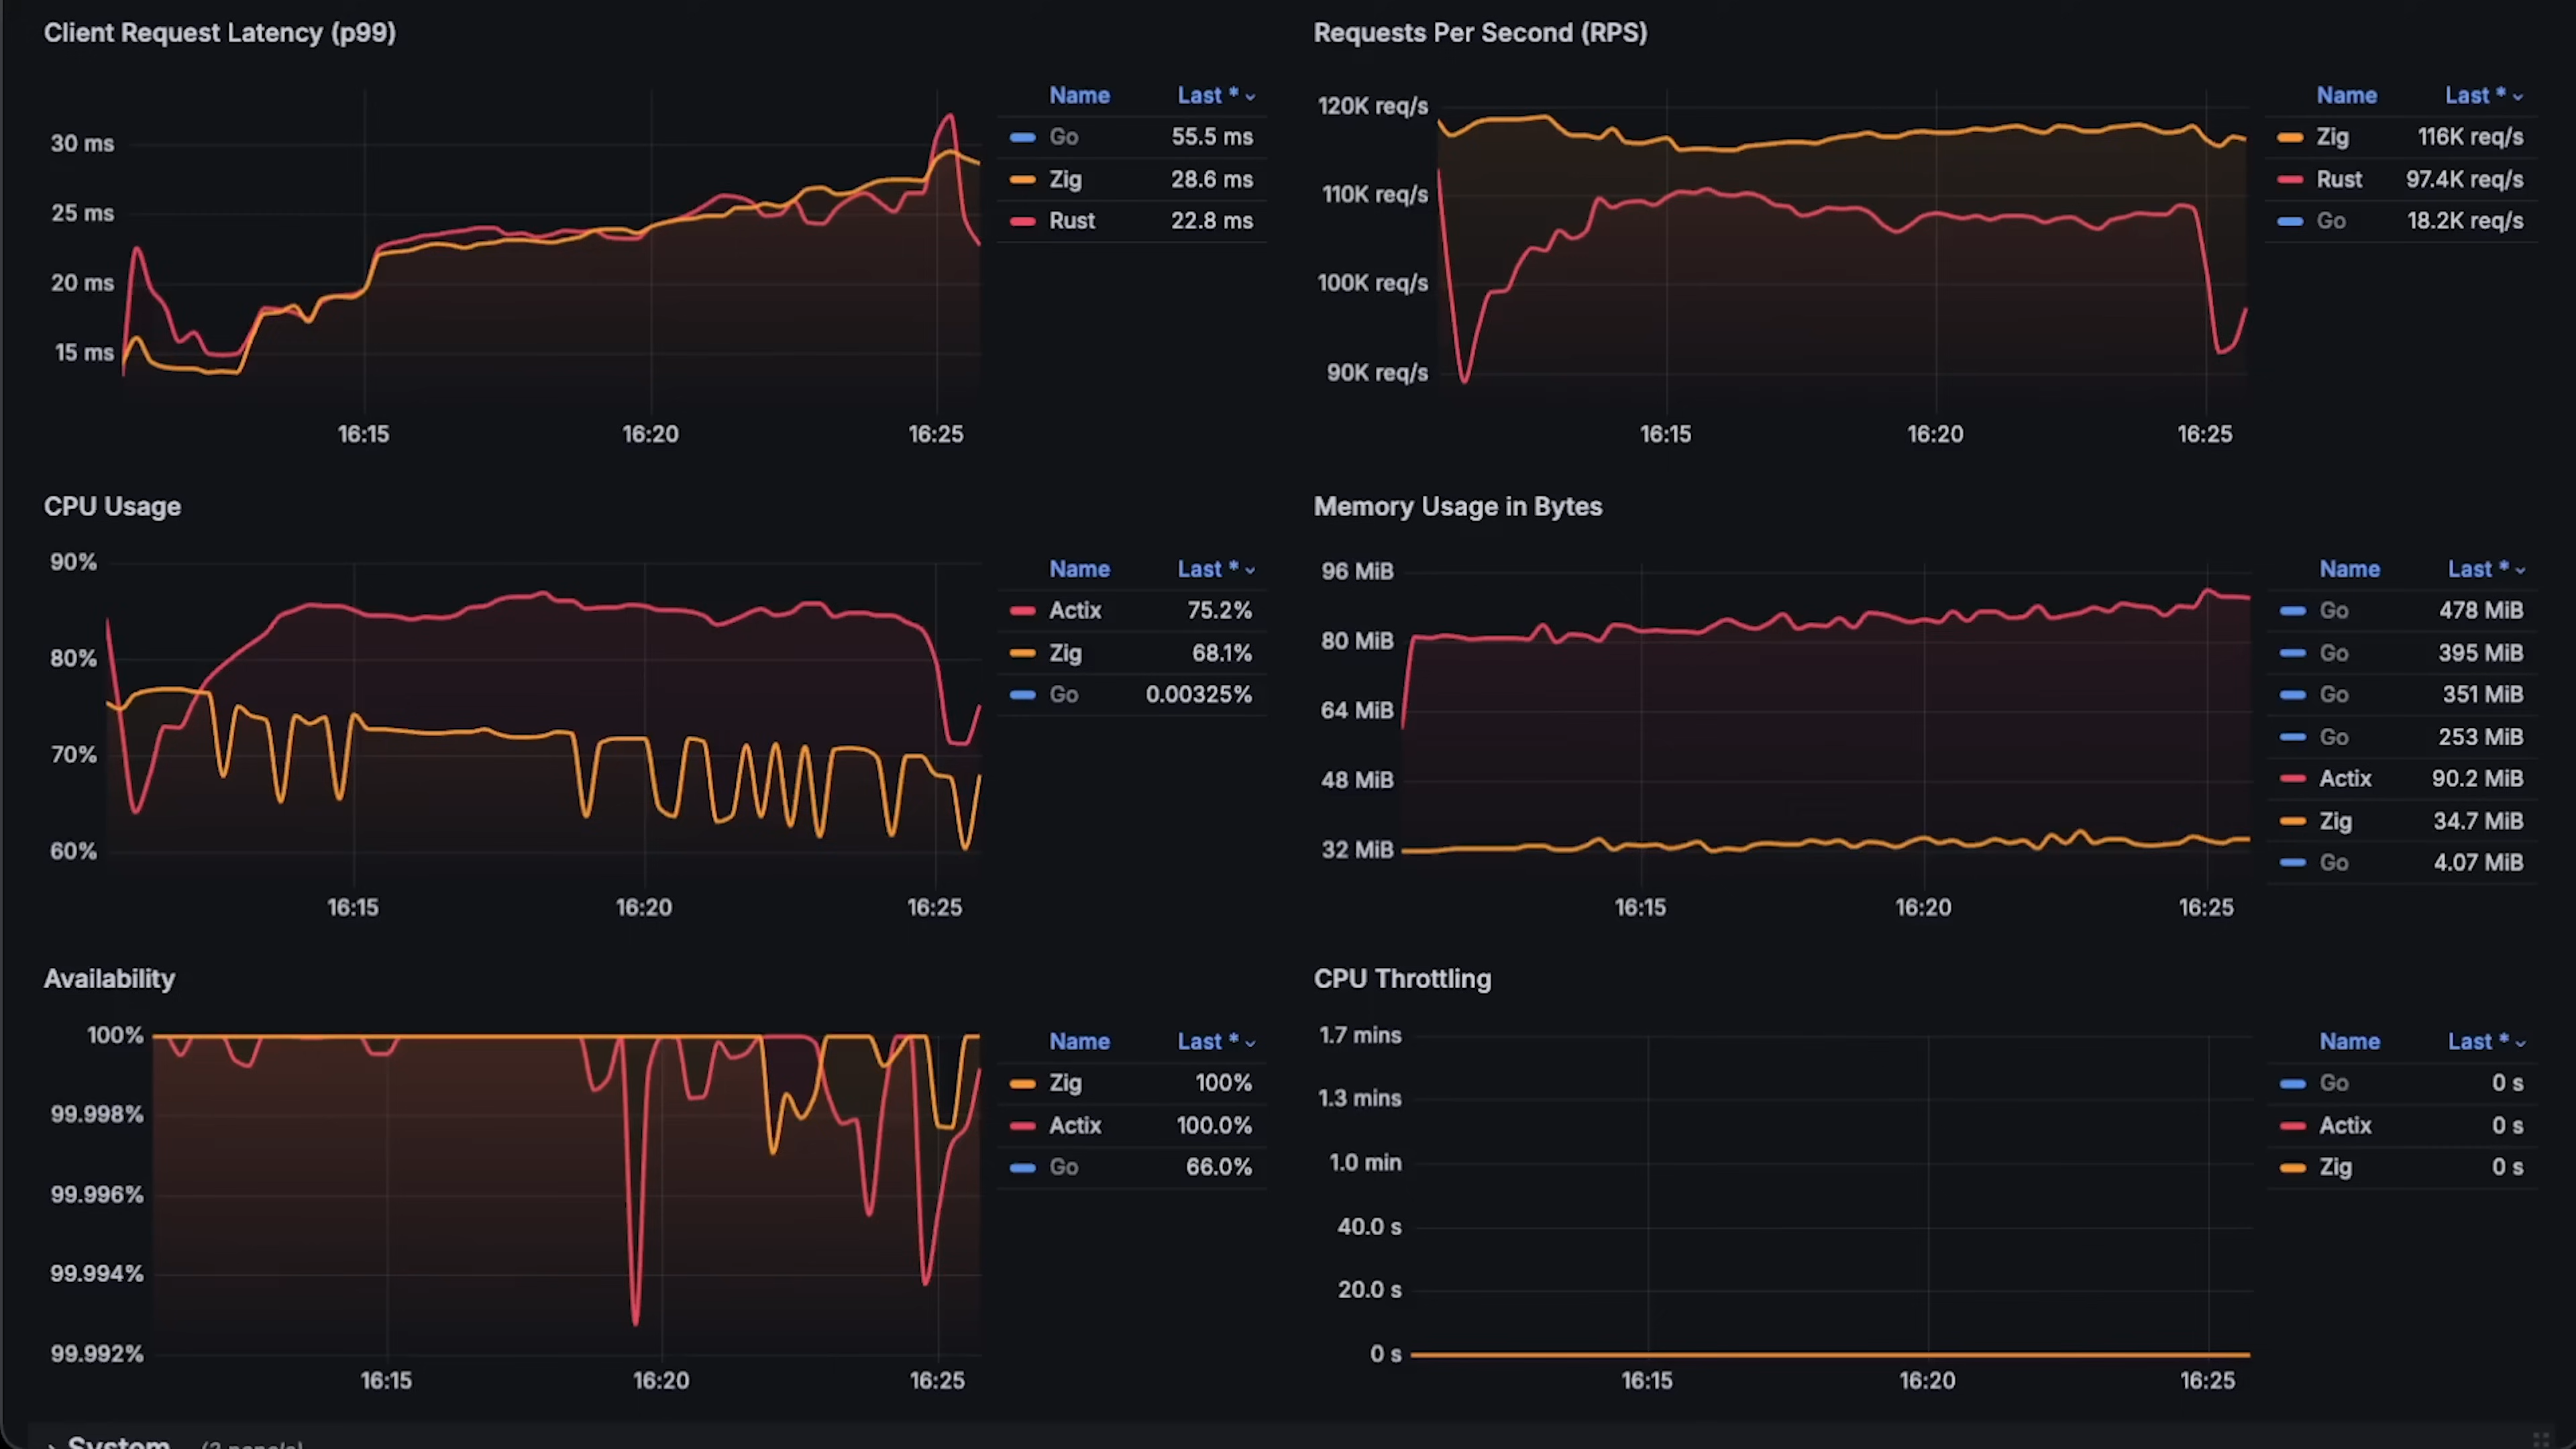 Client Request Latency (p99)
30 ms
25 ms
20 ms
15 ms
16:15 16:20 16:25
Name Last *
Go 55.5 ms
Zig 28.6 ms
Rust 22.8 ms
Requests Per Second (RPS)
120K req/s
110K req/s
100K req/s
90K req/s
16:15 16:20 16:25
Name Last *
Zig 116K req/s
Rust 97.4K req/s
Go 18.2K req/s
CPU Usage
90%
80%
70%
60%
16:15 16:20 16:25
Name Last *
Actix 75.2%
Zig 68.1%
Go 0.00325%
Memory Usage in Bytes
96 MiB
80 MiB
64 MiB
48 MiB
32 MiB
16:15 16:20 16:25
Name Last *
Go 478 MiB
Go 395 MiB
Go 351 MiB
Go 253 MiB
Actix 90.2 MiB
Zig 34.7 MiB
Go 4.07 MiB
Availability
100%
99.998%
99.996%
99.994%
99.992%
16:15 16:20 16:25
Name Last *
Zig 100%
Actix 100.0%
Go 66.0%
CPU Throttling
1.7 mins
1.3 mins
1.0 min
40.0 s
20.0 s
0 s
16:15 16:20 16:25
Name Last *
Go 0 s
Actix 0 s
Zig 0 s
System